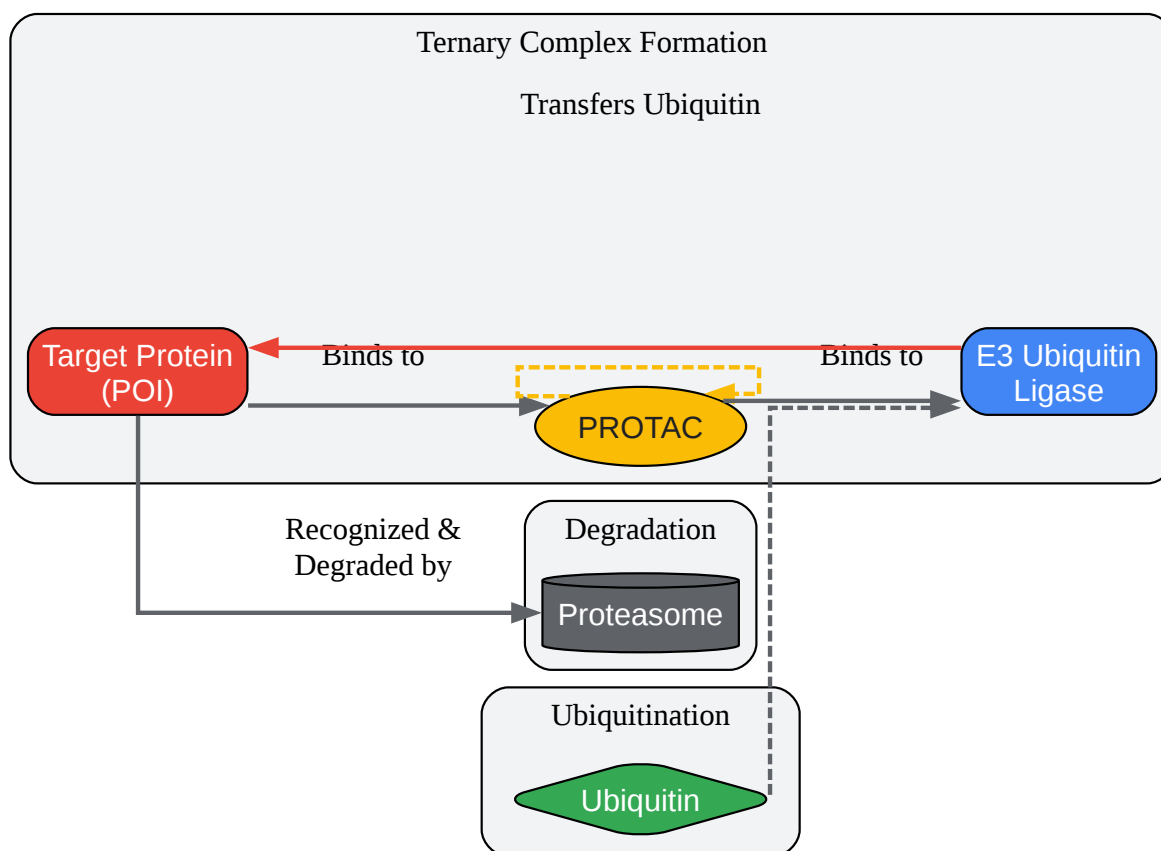 Ternary Complex Formation
Transfers Ubiquitin
Target Protein
(POI)
Binds to
Binds to
E3 Ubiquitin
Ligase
PROTAC
Recognized &
Degraded by
Degradation
Proteasome
Ubiquitination
Ubiquitin